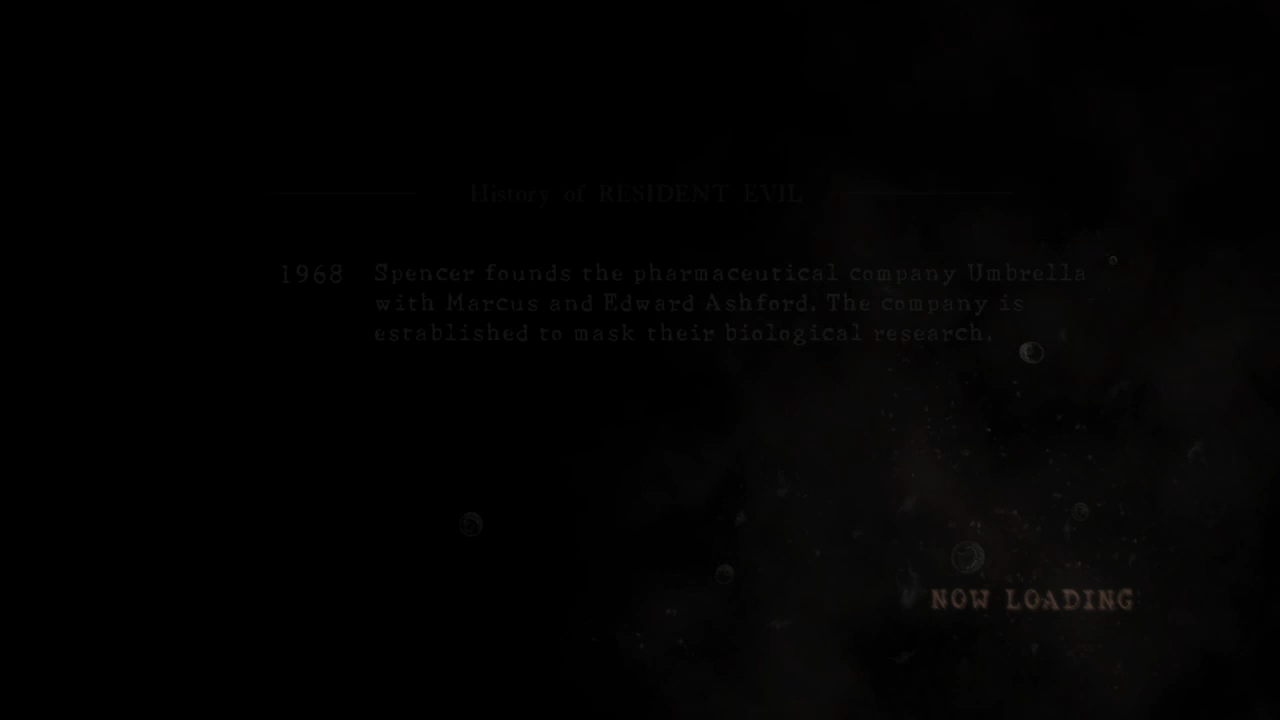 History of RESIDENT EVIL
1968 Spencer founds the pharmaceutical company Umbrella
with Marcus and Edward Ashford. The company is
established to mask their biological research.
NOW LOADING